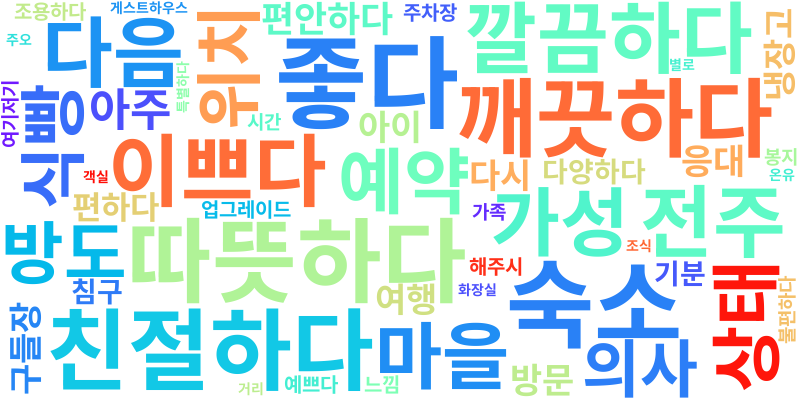 조용하다
게스트하우스
주오
다음
위치
편안하다
주차장
깔끔하다
냉장고
좋다
별로
특별하다
여기저기
식빵
아주
시간
아이
깨끗하다
이쁘다
예약
객실
다시
다양하다
응대
봉지
온유
편하다
업그레이드
가족
가성
전주
방도
따뜻하다
조식
해주시
기분
침구
여행
화장실
숙소
상태
불편하다
구들장
친절하다
마을
의사
방문
거리
예쁘다
느낌